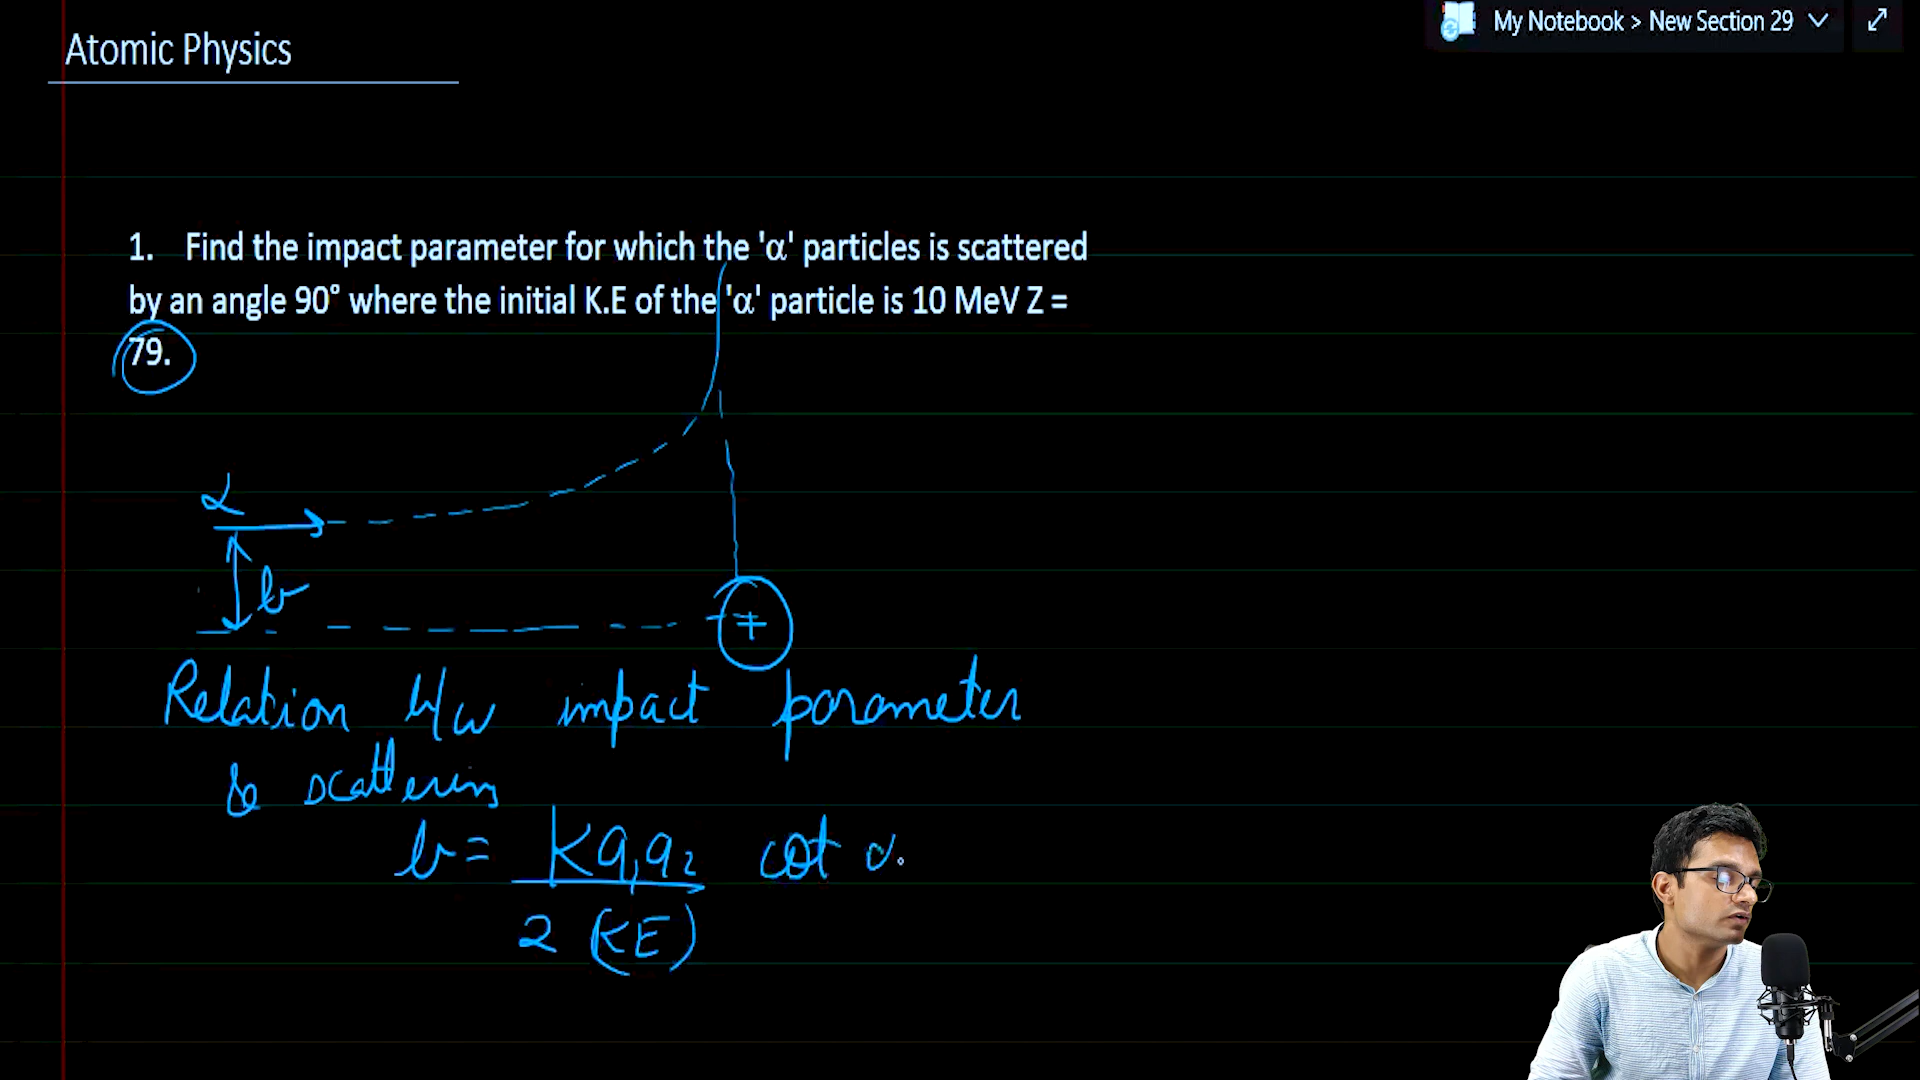 My Notebook > New Section 29
Atomic Physics
1. Find the impact parameter for which the 'α' particles is scattered
by an angle 90° where the initial K.E of the 'α' particle is 10 MeV Z =
79.
α
b
+
Relation b/w impact parameter
& scattering
b = Kq₁q₂ cot α
2 (KE)